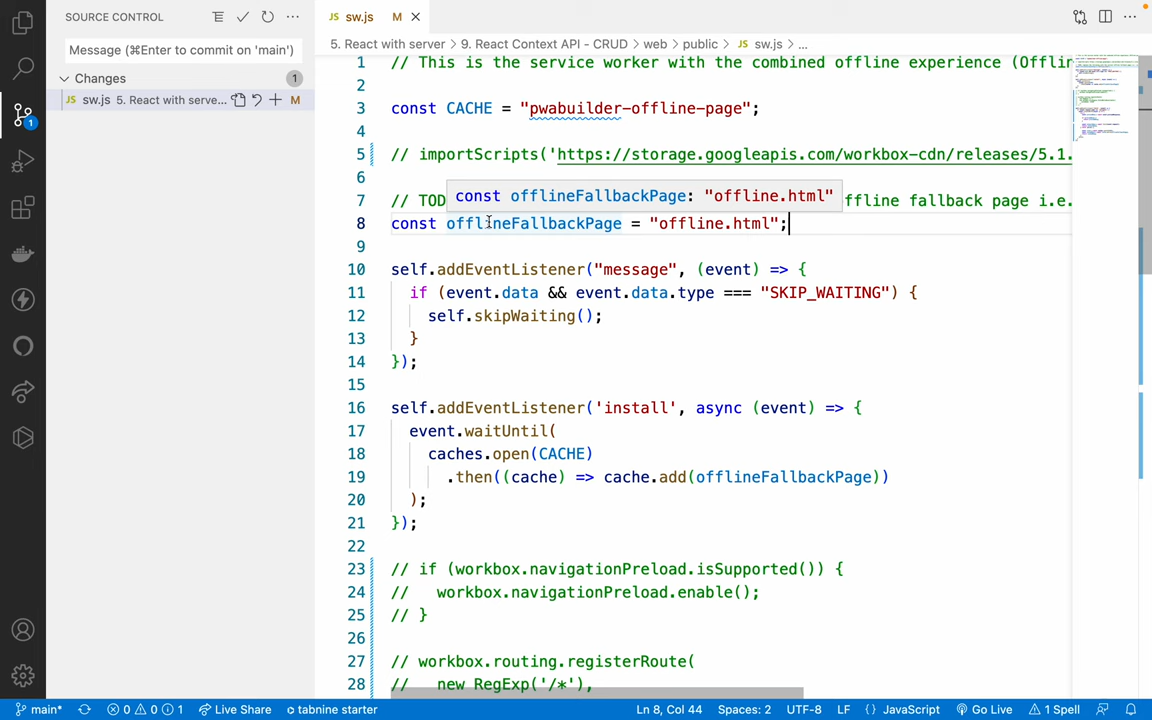 SOURCE CONTROL
JS sw.js M
Message (⌘Enter to commit on 'main')
Changes 1
JS sw.js 5. React with serve... M
1
5. React with server > 9. React Context API - CRUD > web > public > JS sw.js > ...
1 // This is the service worker with the combined offline experience (Offli
2
3 const CACHE = "pwabuilder-offline-page";
4
5 // importScripts('https://storage.googleapis.com/workbox-cdn/releases/5.1.
6
const offlineFallbackPage: "offline.html"
7 // TOD ffline fallback page i.e.
8 const offlineFallbackPage = "offline.html";
9
10 self.addEventListener("message", (event) => {
11 if (event.data && event.data.type === "SKIP_WAITING") {
12 self.skipWaiting();
13 }
14 });
15
16 self.addEventListener('install', async (event) => {
17 event.waitUntil(
18 caches.open(CACHE)
19 .then((cache) => cache.add(offlineFallbackPage))
20 );
21 });
22
23 // if (workbox.navigationPreload.isSupported()) {
24 // workbox.navigationPreload.enable();
25 // }
26
27 // workbox.routing.registerRoute(
28 // new RegExp('/*'),
main* 0 0 1 Live Share tabnine starter Ln 8, Col 44 Spaces: 2 UTF-8 LF {} JavaScript Go Live 1 Spell